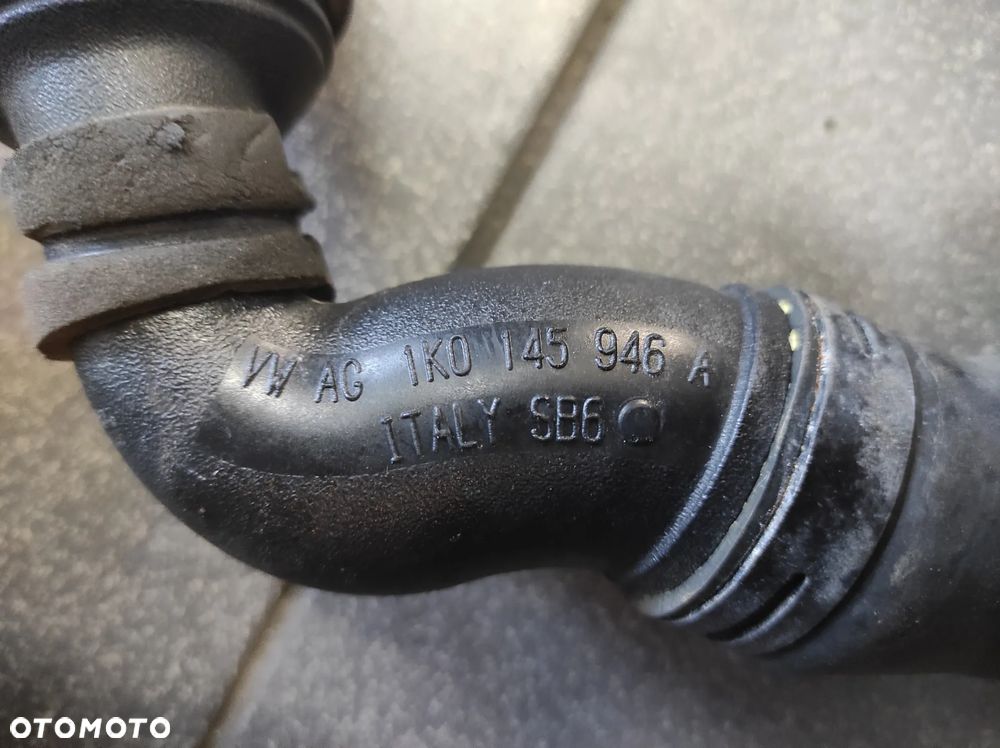 VW AG 1K0 145 946 A
ITALY SB6
OTOMOTO